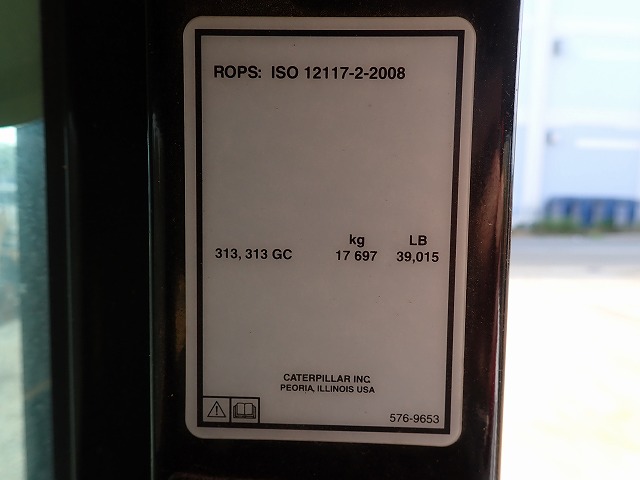 ROPS: ISO 12117-2-2008
kg LB
313, 313 GC 17 697 39,015
CATERPILLAR INC.
PEORIA, ILLINOIS USA
576-9653